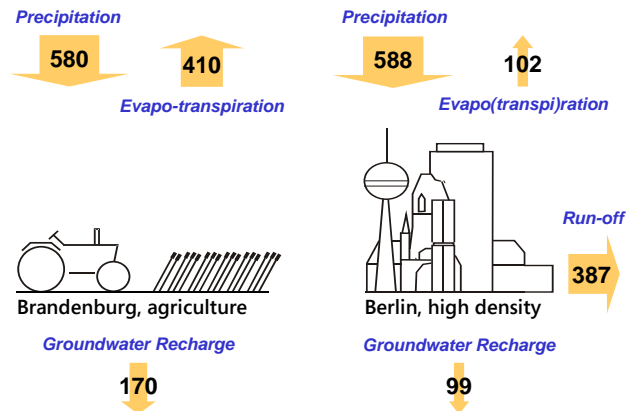 Precipitation
580
410
Evapo-transpiration
Brandenburg, agriculture
Groundwater Recharge
170
Precipitation
588
102
Evapo(transpi)ration
Run-off
387
Berlin, high density
Groundwater Recharge
99